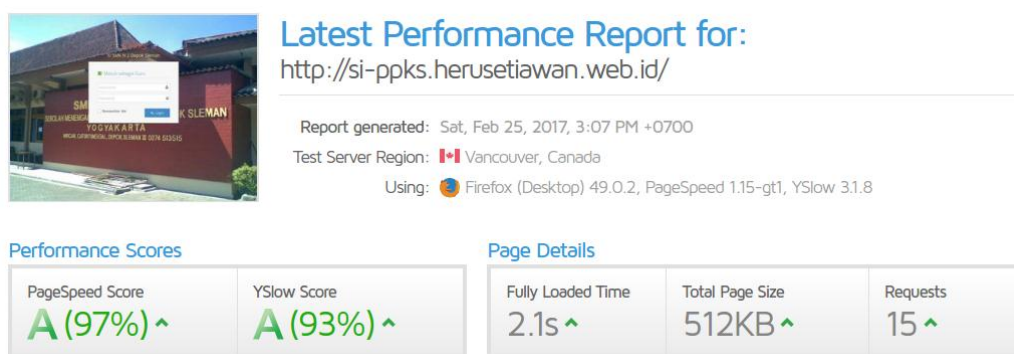 Latest Performance Report for:
http://si-ppks.herusetiawan.web.id/
Report generated: Sat, Feb 25, 2017, 3:07 PM +0700
Test Server Region: Vancouver, Canada
Using: Firefox (Desktop) 49.0.2, PageSpeed 1.15-gt1, YSlow 3.1.8
SM
K SLEMAN
YOGYAKARTA
Performance Scores
Page Details
PageSpeed Score
YSlow Score
Fully Loaded Time
Total Page Size
Requests
A (97%)
A (93%)
2.1s
512KB
15